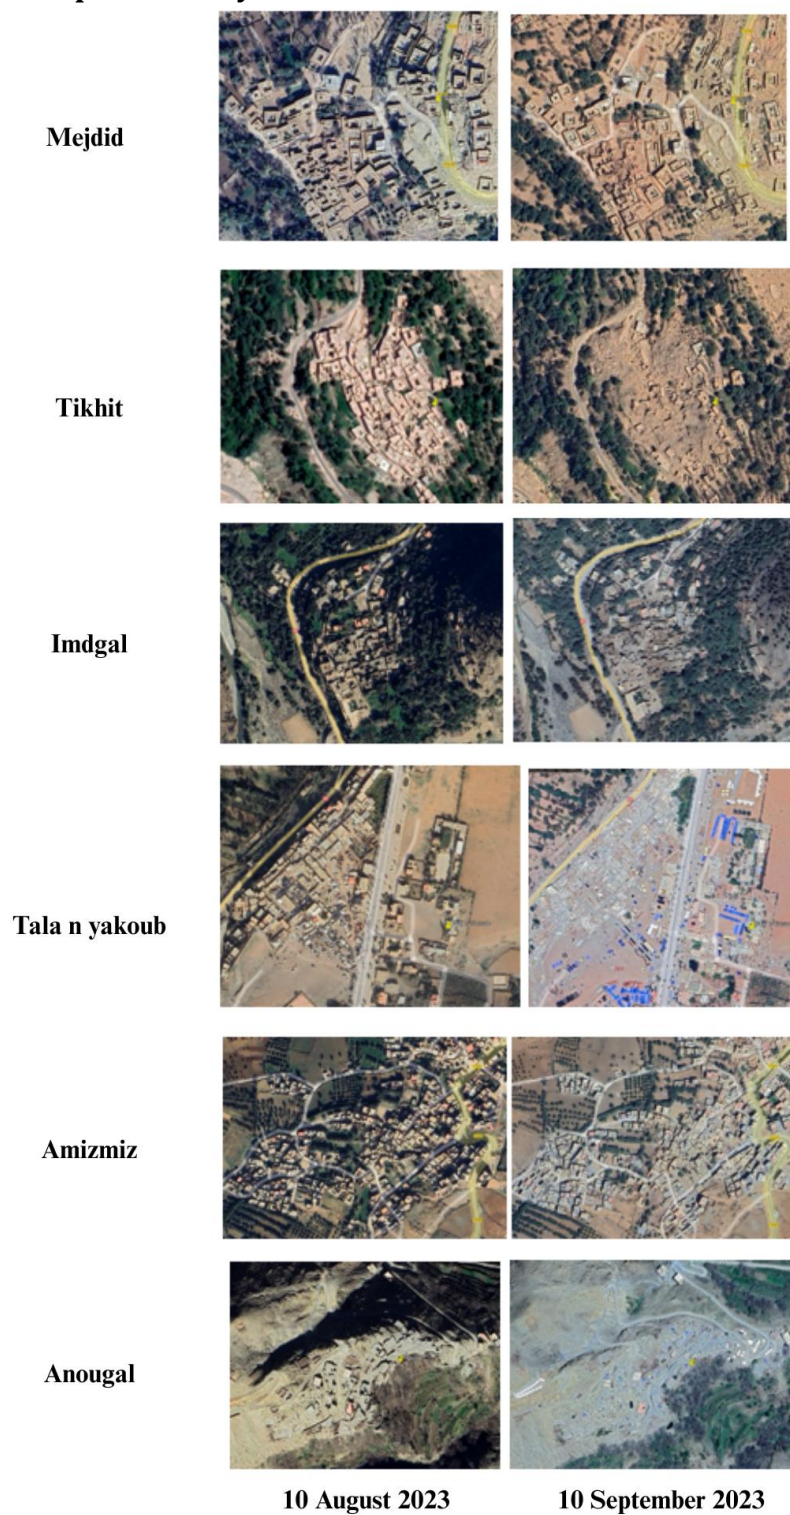 Mejdid
Tikhit
Imdgal
Tala n yakoub
Amizmiz
Anougal
10 August 2023 10 September 2023